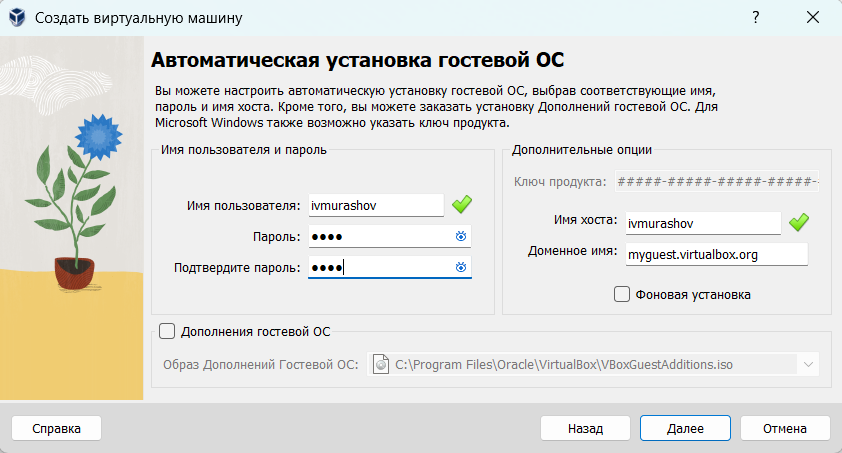 Создать виртуальную машину
Автоматическая установка гостевой ОС
Вы можете настроить автоматическую установку гостевой ОС, выбрав соответствующие имя,
пароль и имя хоста. Кроме того, вы можете заказать установку Дополнений гостевой ОС. Для
Microsoft Windows также возможно указать ключ продукта.
Имя пользователя и пароль
Имя пользователя: ivmurashov
Пароль: ●●●●
Подтвердите пароль: ●●●●
Дополнительные опции
Ключ продукта: #####-#####-#####-#####-
Имя хоста: ivmurashov
Доменное имя: myguest.virtualbox.org
Фоновая установка
Дополнения гостевой ОС
Образ Дополнений Гостевой ОС: C:\Program Files\Oracle\VirtualBox\VBoxGuestAdditions.iso
Справка
Назад
Далее
Отмена